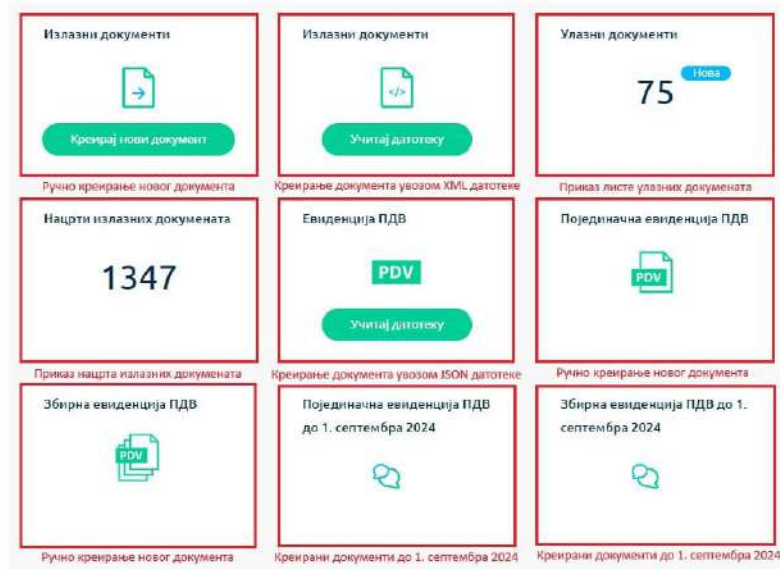 Излазни документи
Креирај нови документ
Ручно креирање новог документа
Излазни документи
</>
Учитај датотеку
Креирање документа увозом XML датотеке
Улазни документи
75
Нова
Приказ листе улазних докумената
Нацрти излазних докумената
1347
Приказ нацрта излазних докумената
Евиденција ПДВ
PDV
Учитај датотеку
Креирање документа увозом JSON датотеке
Појединачна евиденција ПДВ
PDV
Ручно креирање новог документа
Збирна евиденција ПДВ
PDV
Ручно креирање новог документа
Појединачна евиденција ПДВ
до 1. септембра 2024
Креирани документи до 1. септембра 2024
Збирна евиденција ПДВ до 1.
септембра 2024
Креирани документи до 1. септембра 2024